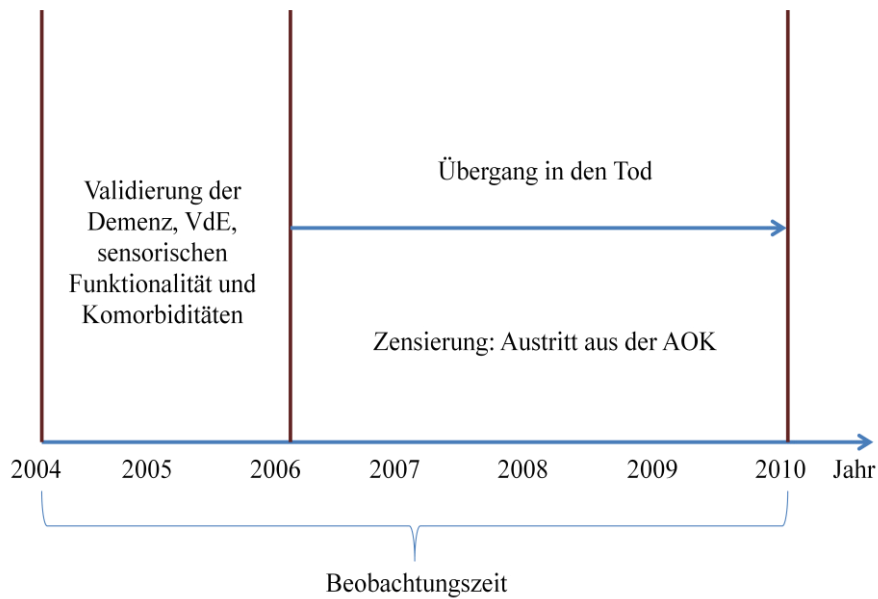 Validierung der
Demenz, VdE,
sensorischen
Funktionalität und
Komorbiditäten
Übergang in den Tod
Zensierung: Austritt aus der AOK
2004 2005 2006 2007 2008 2009 2010 Jahr
Beobachtungszeit